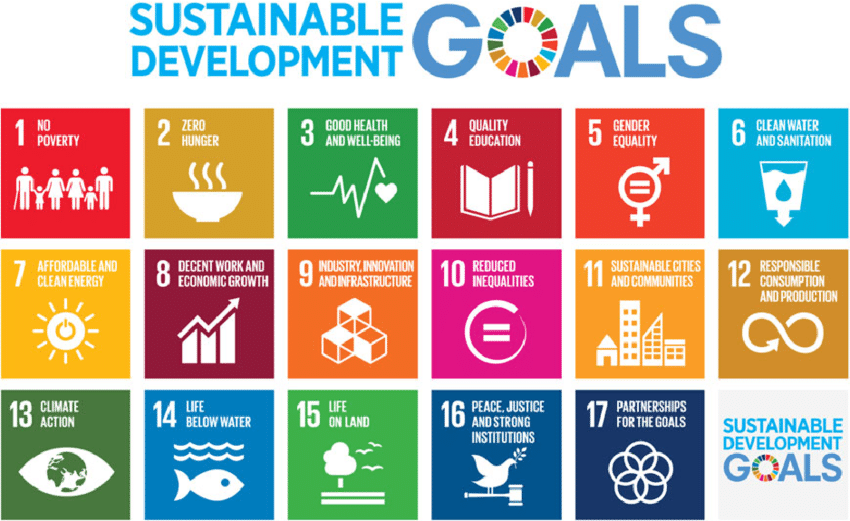 SUSTAINABLE
DEVELOPMENT
GOALS
1 NO
POVERTY
2 ZERO
HUNGER
3 GOOD HEALTH
AND WELL-BEING
4 QUALITY
EDUCATION
5 GENDER
EQUALITY
6 CLEAN WATER
AND SANITATION
7 AFFORDABLE AND
CLEAN ENERGY
8 DECENT WORK AND
ECONOMIC GROWTH
9 INDUSTRY, INNOVATION
AND INFRASTRUCTURE
10 REDUCED
INEQUALITIES
11 SUSTAINABLE CITIES
AND COMMUNITIES
12 RESPONSIBLE
CONSUMPTION
AND PRODUCTION
13 CLIMATE
ACTION
14 LIFE
BELOW WATER
15 LIFE
ON LAND
16 PEACE, JUSTICE
AND STRONG
INSTITUTIONS
17 PARTNERSHIPS
FOR THE GOALS
SUSTAINABLE
DEVELOPMENT
GOALS